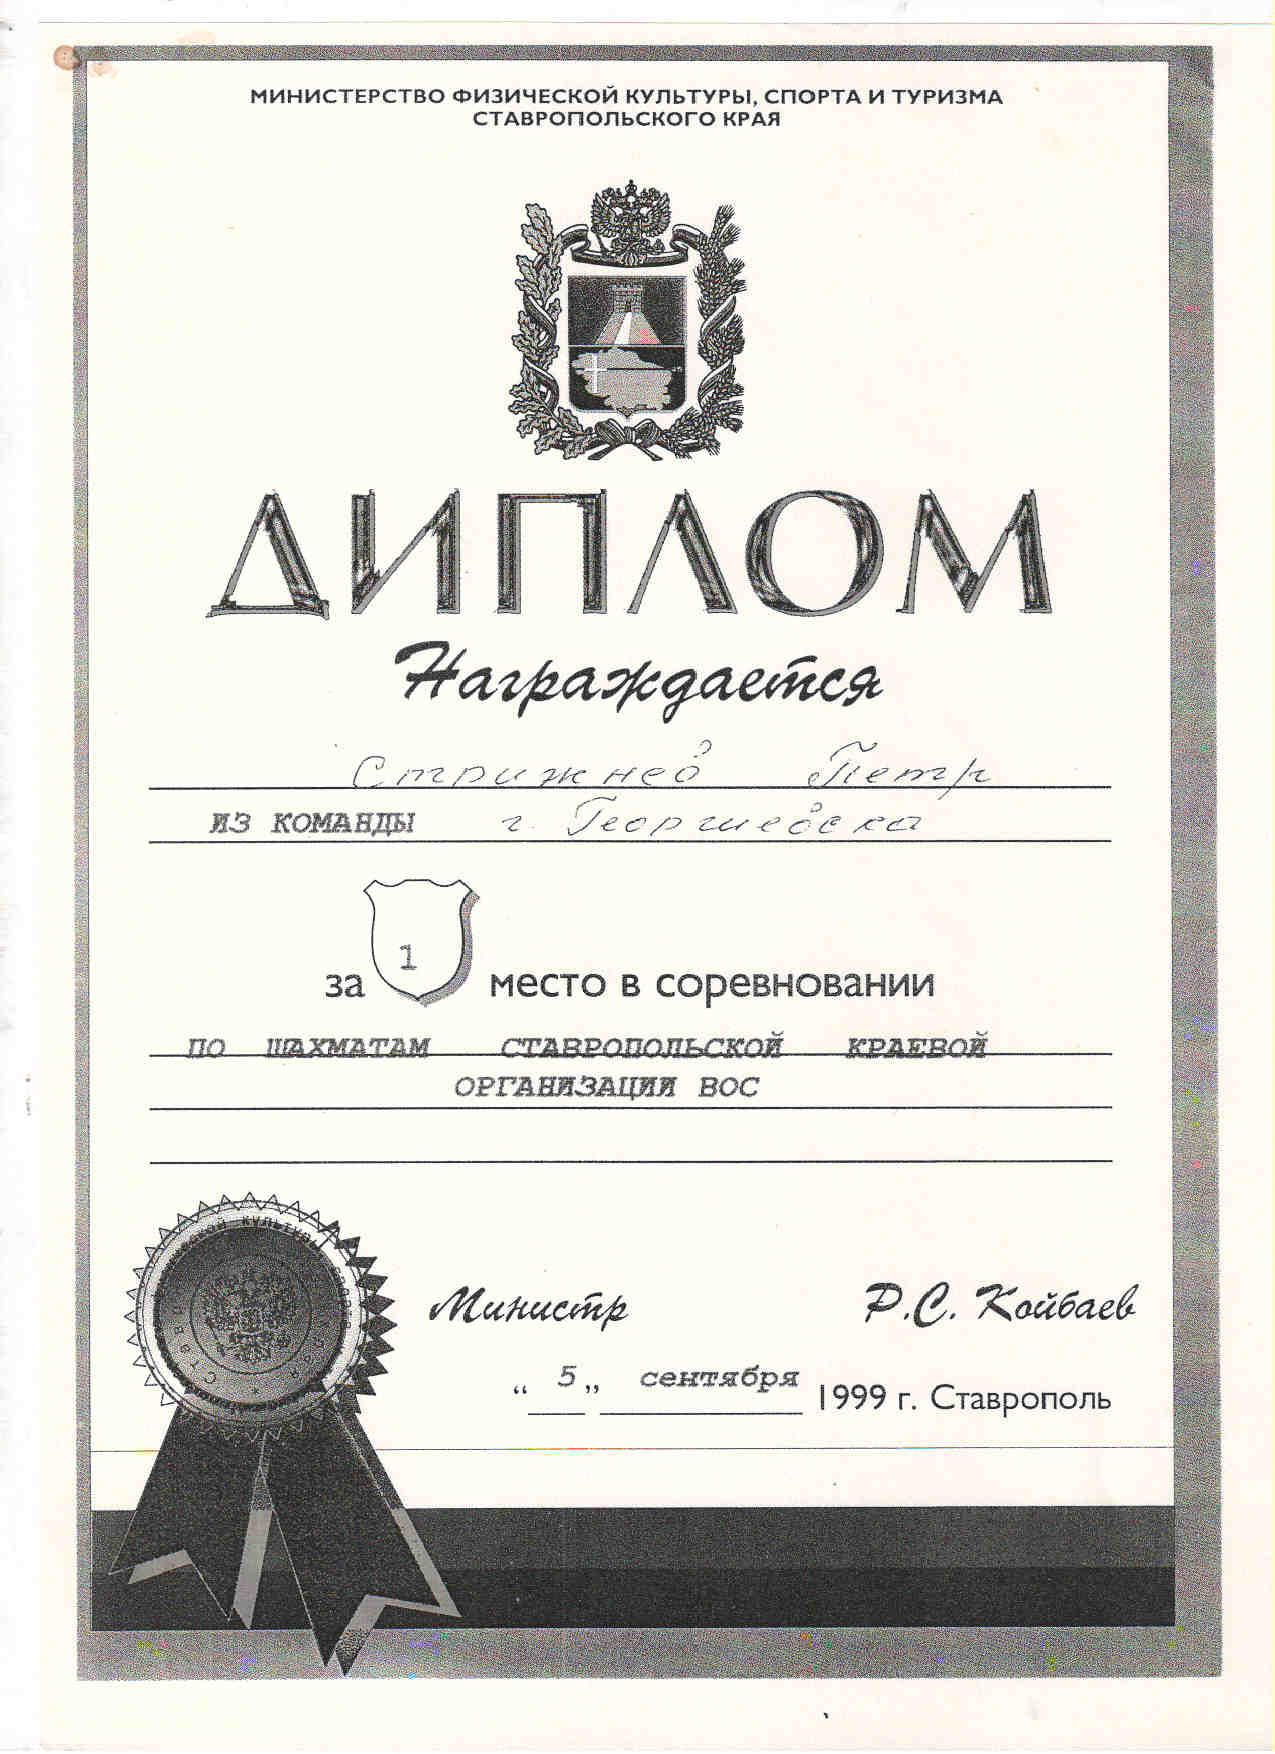 МИНИСТЕРСТВО ФИЗИЧЕСКОЙ КУЛЬТУРЫ, СПОРТА И ТУРИЗМА
СТАВРОПОЛЬСКОГО КРАЯ
ДИПЛОМ
Награждается
Стрижнев Петр
ИЗ КОМАНДЫ г. Георгиевска
за 1 место в соревновании
ПО ШАХМАТАМ СТАВРОПОЛЬСКОЙ КРАЕВОЙ
ОРГАНИЗАЦИИ ВОС
Министр Р.С. Койбаев
“ 5 „ сентября 1999 г. Ставрополь